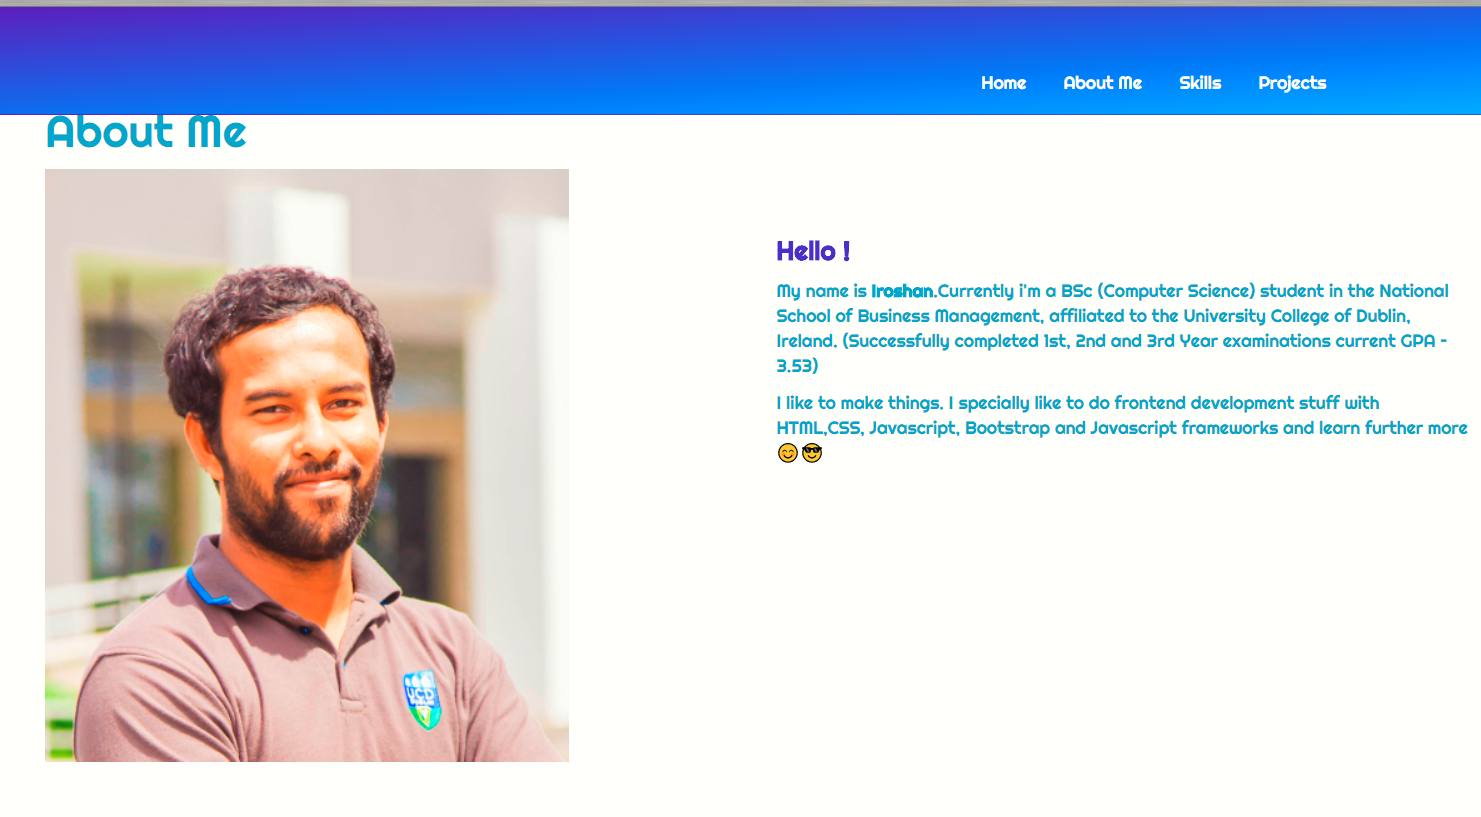 Home About Me Skills Projects
About Me
Hello !
My name is Iroshan.Currently i'm a BSc (Computer Science) student in the National
School of Business Management, affiliated to the University College of Dublin,
Ireland. (Successfully completed 1st, 2nd and 3rd Year examinations current GPA -
3.53)
I like to make things. I specially like to do frontend development stuff with
HTML,CSS, Javascript, Bootstrap and Javascript frameworks and learn further more
😊😎
UCD